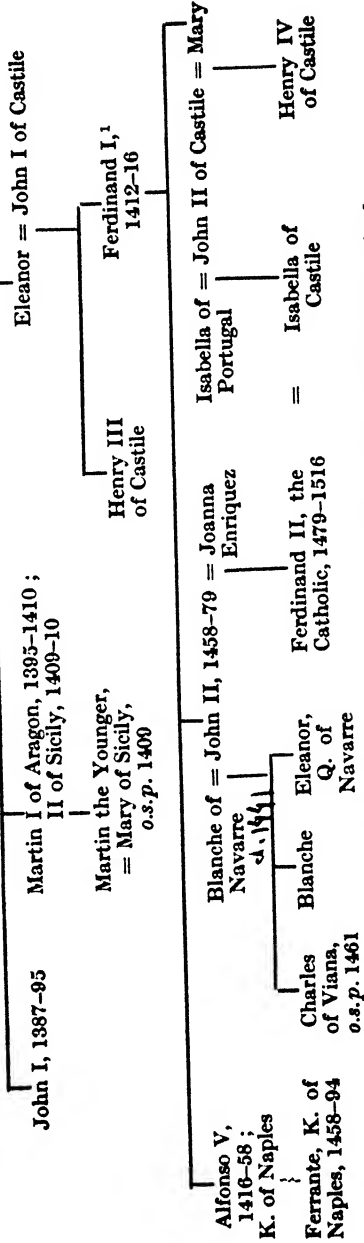 Eleanor = John I of Castile
John I, 1387–95
Martin I of Aragon, 1395–1410;
II of Sicily, 1409–10
Martin the Younger,
= Mary of Sicily,
o.s.p. 1409
Henry III
of Castile
Ferdinand I,¹
1412–16
Alfonso V,
1416–58;
K. of Naples
Ferrante, K. of
Naples, 1458–94
Blanche of = John II, 1458–79 = Joanna
Navarre
Enriquez
d. 1441
Charles
of Viana,
o.s.p. 1461
Blanche
Eleanor,
Q. of
Navarre
Ferdinand II, the
Catholic, 1479–1516
=
Isabella of = John II of Castile = Mary
Portugal
Isabella of
Castile
Henry IV
of Castile